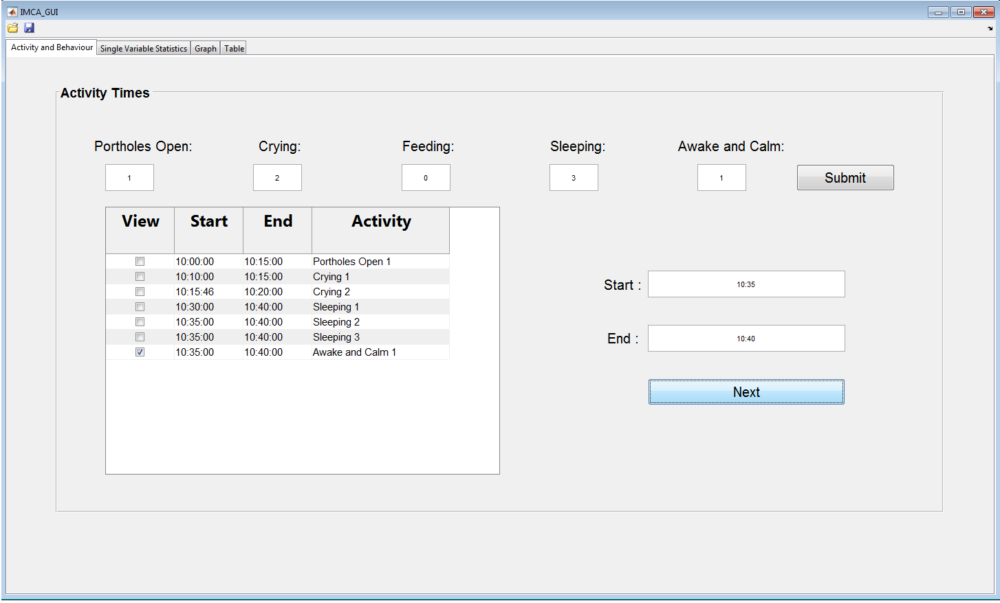 IMCA_GUI
Activity and Behaviour Single Variable Statistics Graph Table
Activity Times
Portholes Open: Crying: Feeding: Sleeping: Awake and Calm:
1 2 0 3 1 Submit
View Start End Activity
10:00:00 10:15:00 Portholes Open 1
10:10:00 10:15:00 Crying 1
10:15:46 10:20:00 Crying 2
10:30:00 10:40:00 Sleeping 1
10:35:00 10:40:00 Sleeping 2
10:35:00 10:40:00 Sleeping 3
10:35:00 10:40:00 Awake and Calm 1
Start : 10:35
End : 10:40
Next